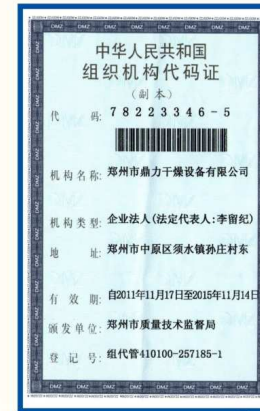 中华人民共和国
组织机构代码证
(副本)
代 码: 78223346-5
机构名称: 郑州市鼎力干燥设备有限公司
机构类型: 企业法人(法定代表人:李留纪)
地 址: 郑州市中原区须水镇孙庄村东
有 效 期: 自2011年11月17日至2015年11月14日
颁发单位: 郑州市质量技术监督局
登 记 号: 组代管410100-257185-1